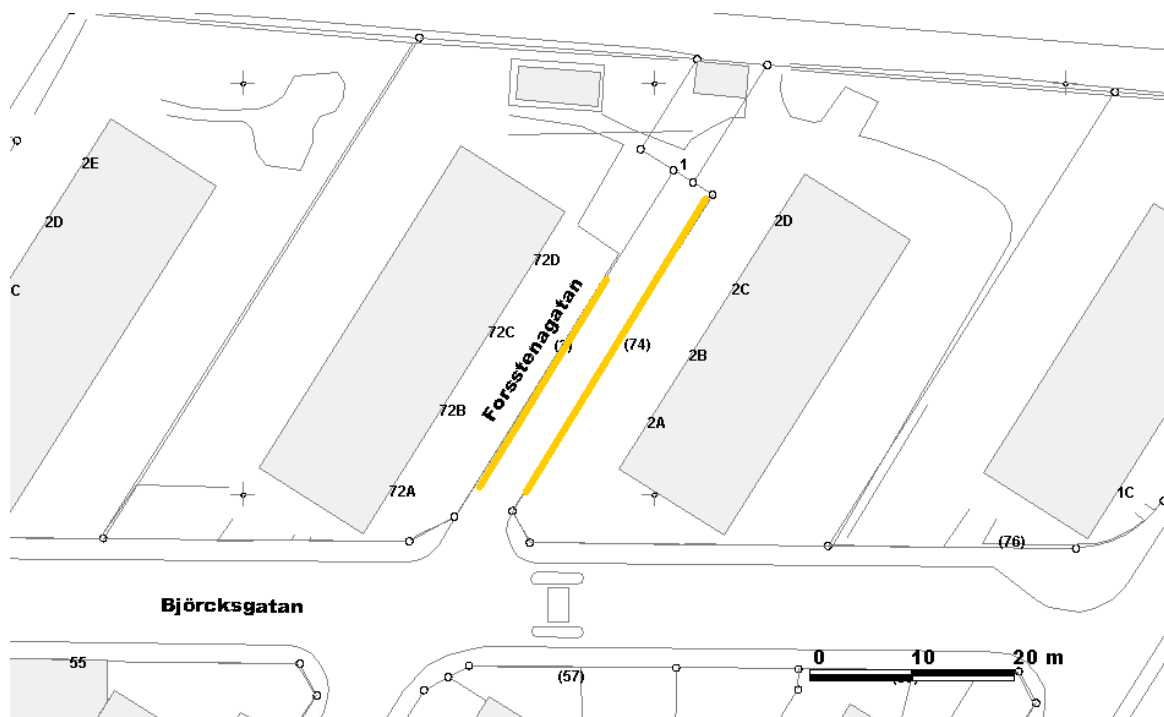 2E
1
2D
2D
72D
C
2C
72C
(3)
(74)
2B
Forsstenagatan
72B
2A
72A
1C
(76)
Björcksgatan
55
0 10 20 m
(57)